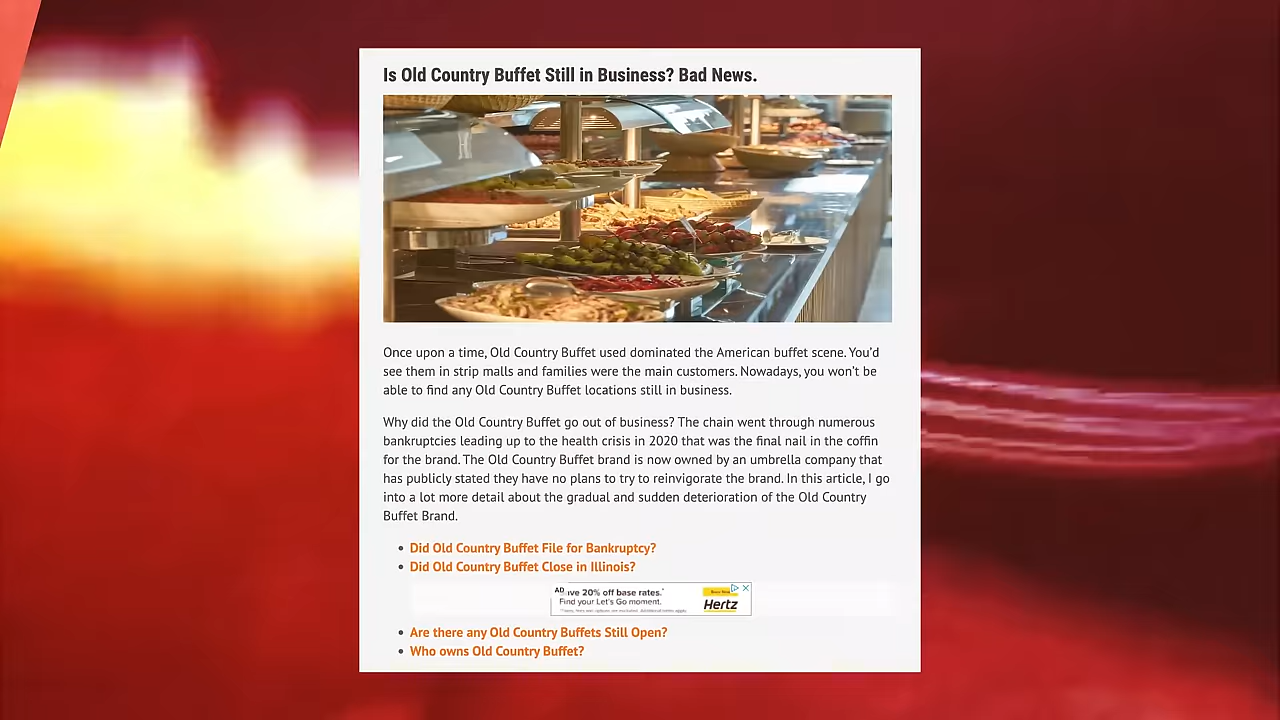 Is Old Country Buffet Still in Business? Bad News.
Once upon a time, Old Country Buffet used dominated the American buffet scene. You'd
see them in strip malls and families were the main customers. Nowadays, you won't be
able to find any Old Country Buffet locations still in business.
Why did the Old Country Buffet go out of business? The chain went through numerous
bankruptcies leading up to the health crisis in 2020 that was the final nail in the coffin
for the brand. The Old Country Buffet brand is now owned by an umbrella company that
has publicly stated they have no plans to try to reinvigorate the brand. In this article, I go
into a lot more detail about the gradual and sudden deterioration of the Old Country
Buffet Brand.
Did Old Country Buffet File for Bankruptcy?
Did Old Country Buffet Close in Illinois?
AD
ve 20% off base rates.*
Find your Let's Go moment.
Hertz
Are there any Old Country Buffets Still Open?
Who owns Old Country Buffet?